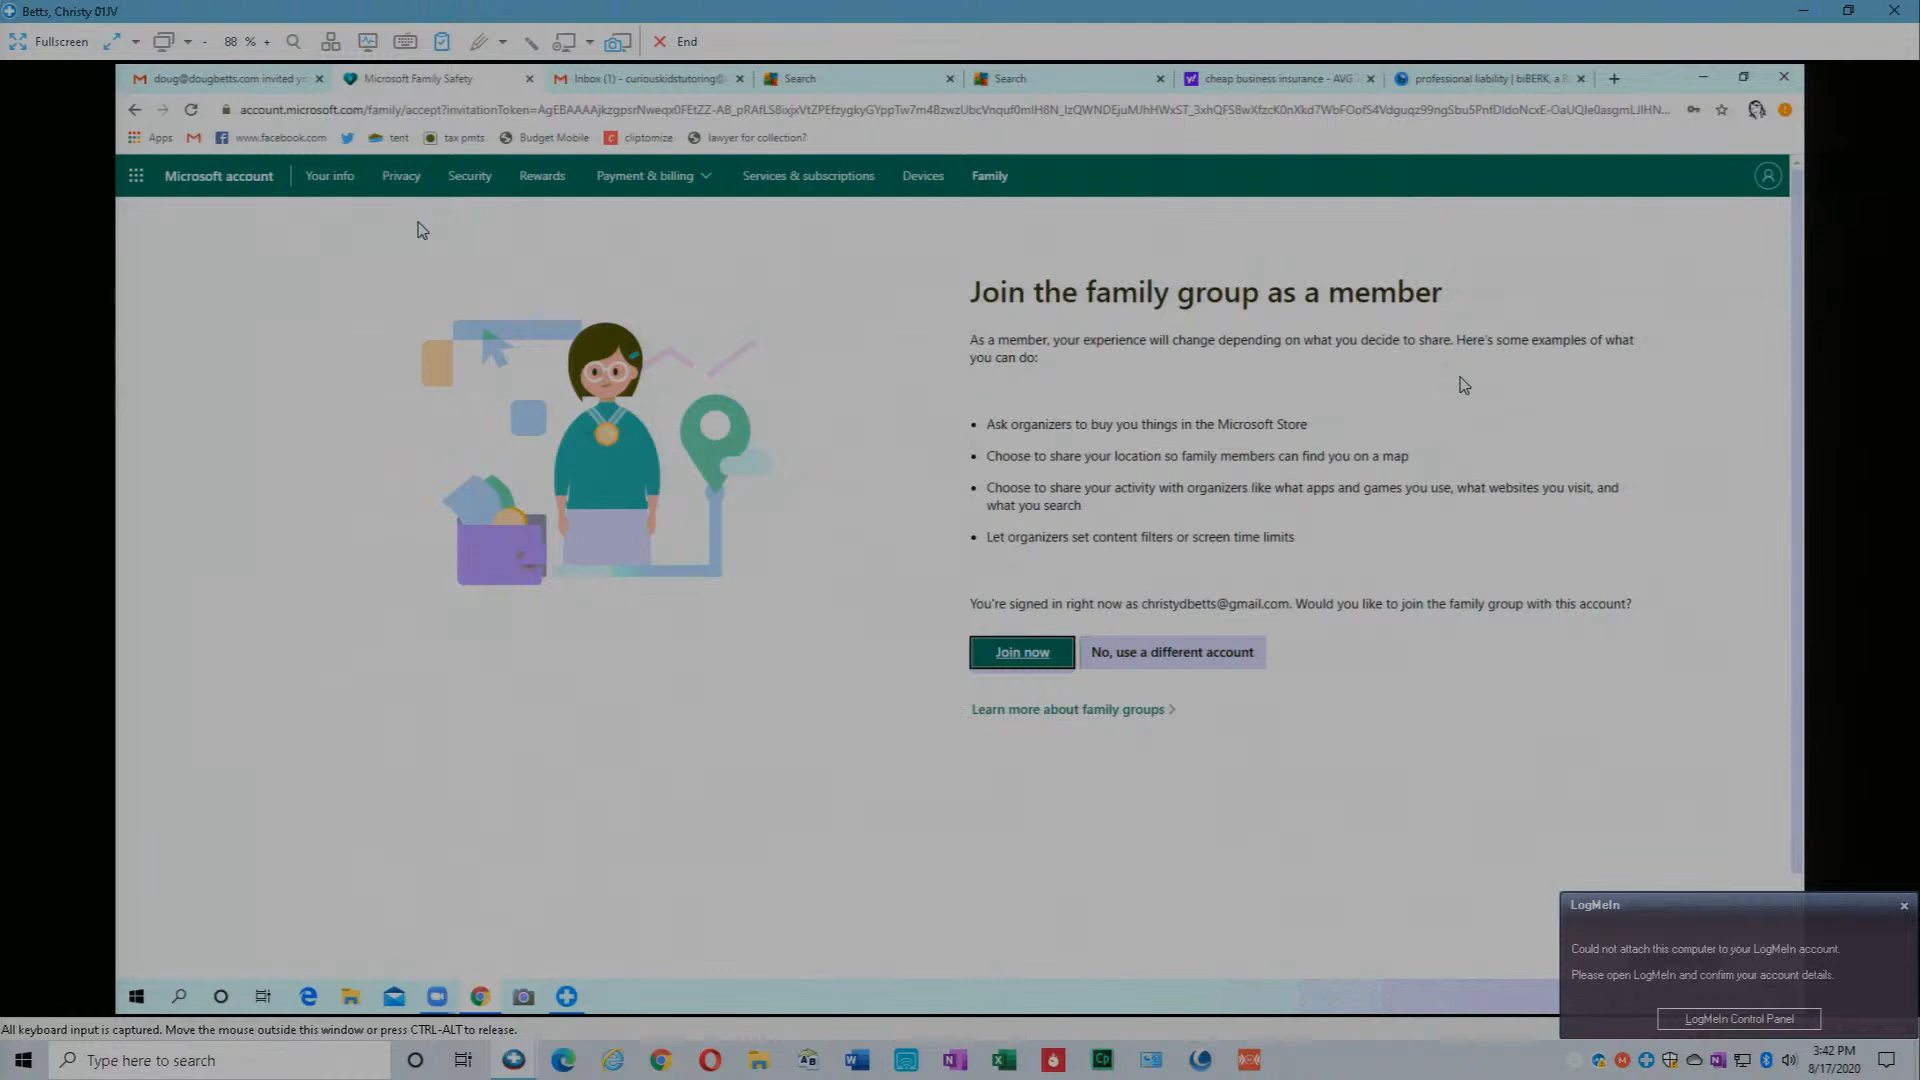 Betts, Christy 01JV
Fullscreen - 88 % + End
doug@dougbetts.com invited y Microsoft Family Safety Inbox (1) - curiouskidstutoring@ Search Search cheap business insurance - AVG professional liability | biBERK, a
Apps www.facebook.com tent tax pmts Budget Mobile cliptomize lawyer for collection?
Microsoft account Your info Privacy Security Rewards Payment & billing Services & subscriptions Devices Family
Join the family group as a member
As a member, your experience will change depending on what you decide to share. Here's some examples of what
you can do:
• Ask organizers to buy you things in the Microsoft Store
• Choose to share your location so family members can find you on a map
• Choose to share your activity with organizers like what apps and games you use, what websites you visit, and
what you search
• Let organizers set content filters or screen time limits
You're signed in right now as christydbetts@gmail.com. Would you like to join the family group with this account?
Join now No, use a different account
Learn more about family groups >
LogMeIn
Could not attach this computer to your LogMeIn account.
Please open LogMeIn and confirm your account details.
LogMeIn Control Panel
All keyboard input is captured. Move the mouse outside this window or press CTRL-ALT to release.
Type here to search
3:42 PM
8/17/2020